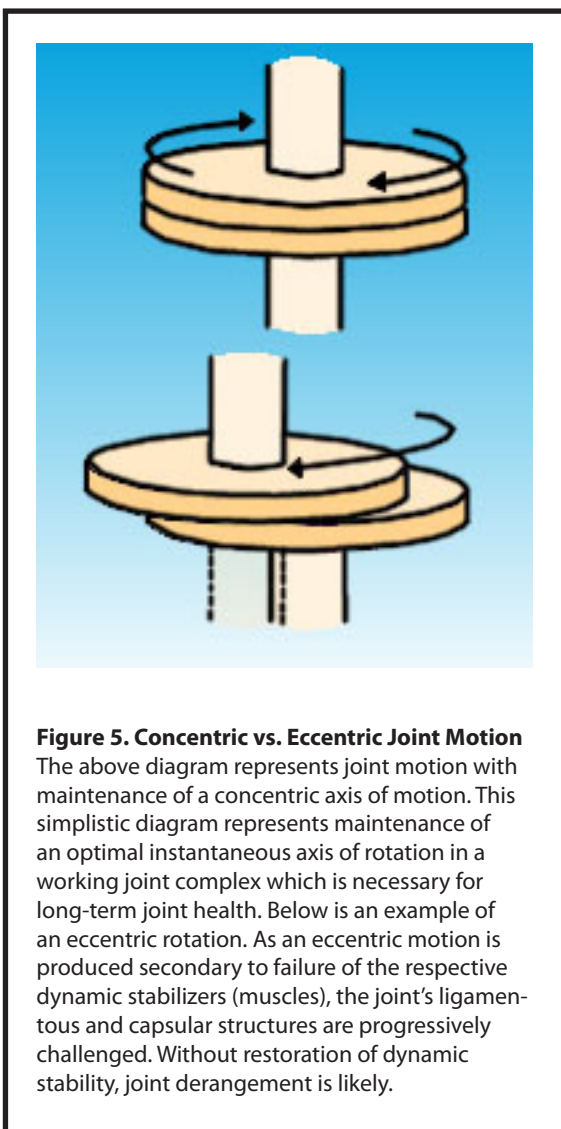 Figure 5. Concentric vs. Eccentric Joint Motion
The above diagram represents joint motion with
maintenance of a concentric axis of motion. This
simplistic diagram represents maintenance of
an optimal instantaneous axis of rotation in a
working joint complex which is necessary for
long-term joint health. Below is an example of
an eccentric rotation. As an eccentric motion is
produced secondary to failure of the respective
dynamic stabilizers (muscles), the joint's ligamen-
tous and capsular structures are progressively
challenged. Without restoration of dynamic
stability, joint derangement is likely.